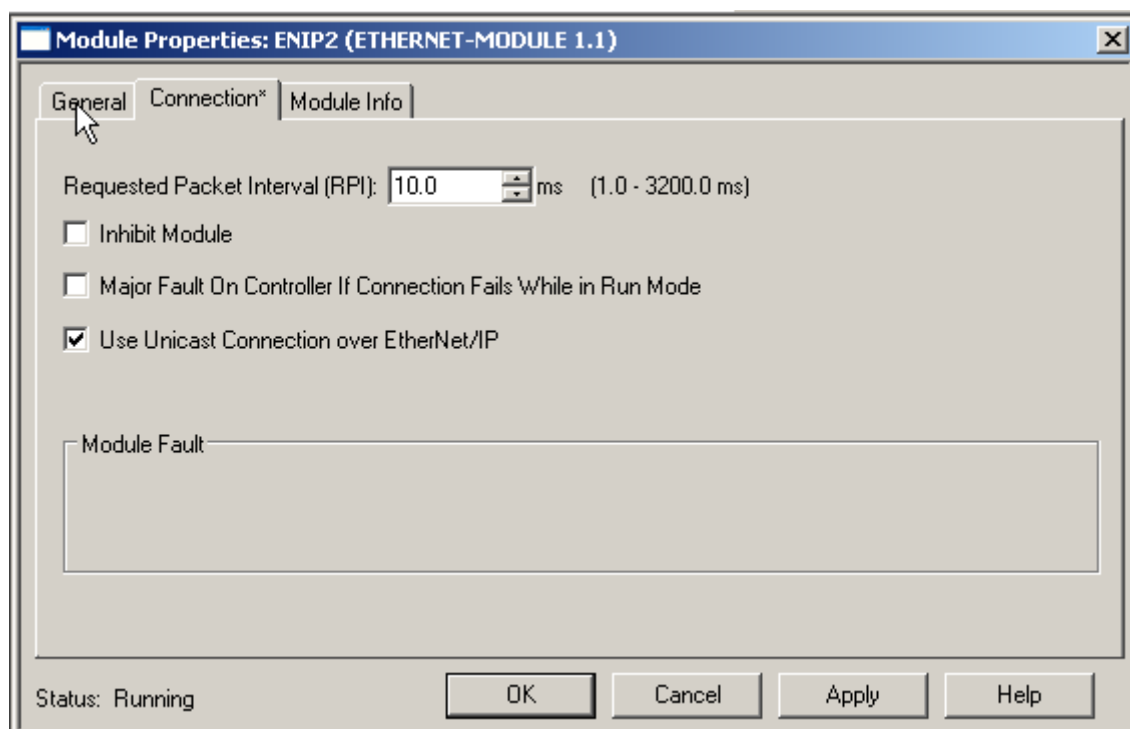 Module Properties: ENIP2 (ETHERNET-MODULE 1.1)
General Connection* Module Info
Requested Packet Interval (RPI): 10.0 ms (1.0 - 3200.0 ms)
Inhibit Module
Major Fault On Controller If Connection Fails While in Run Mode
Use Unicast Connection over EtherNet/IP
Module Fault
Status: Running OK Cancel Apply Help